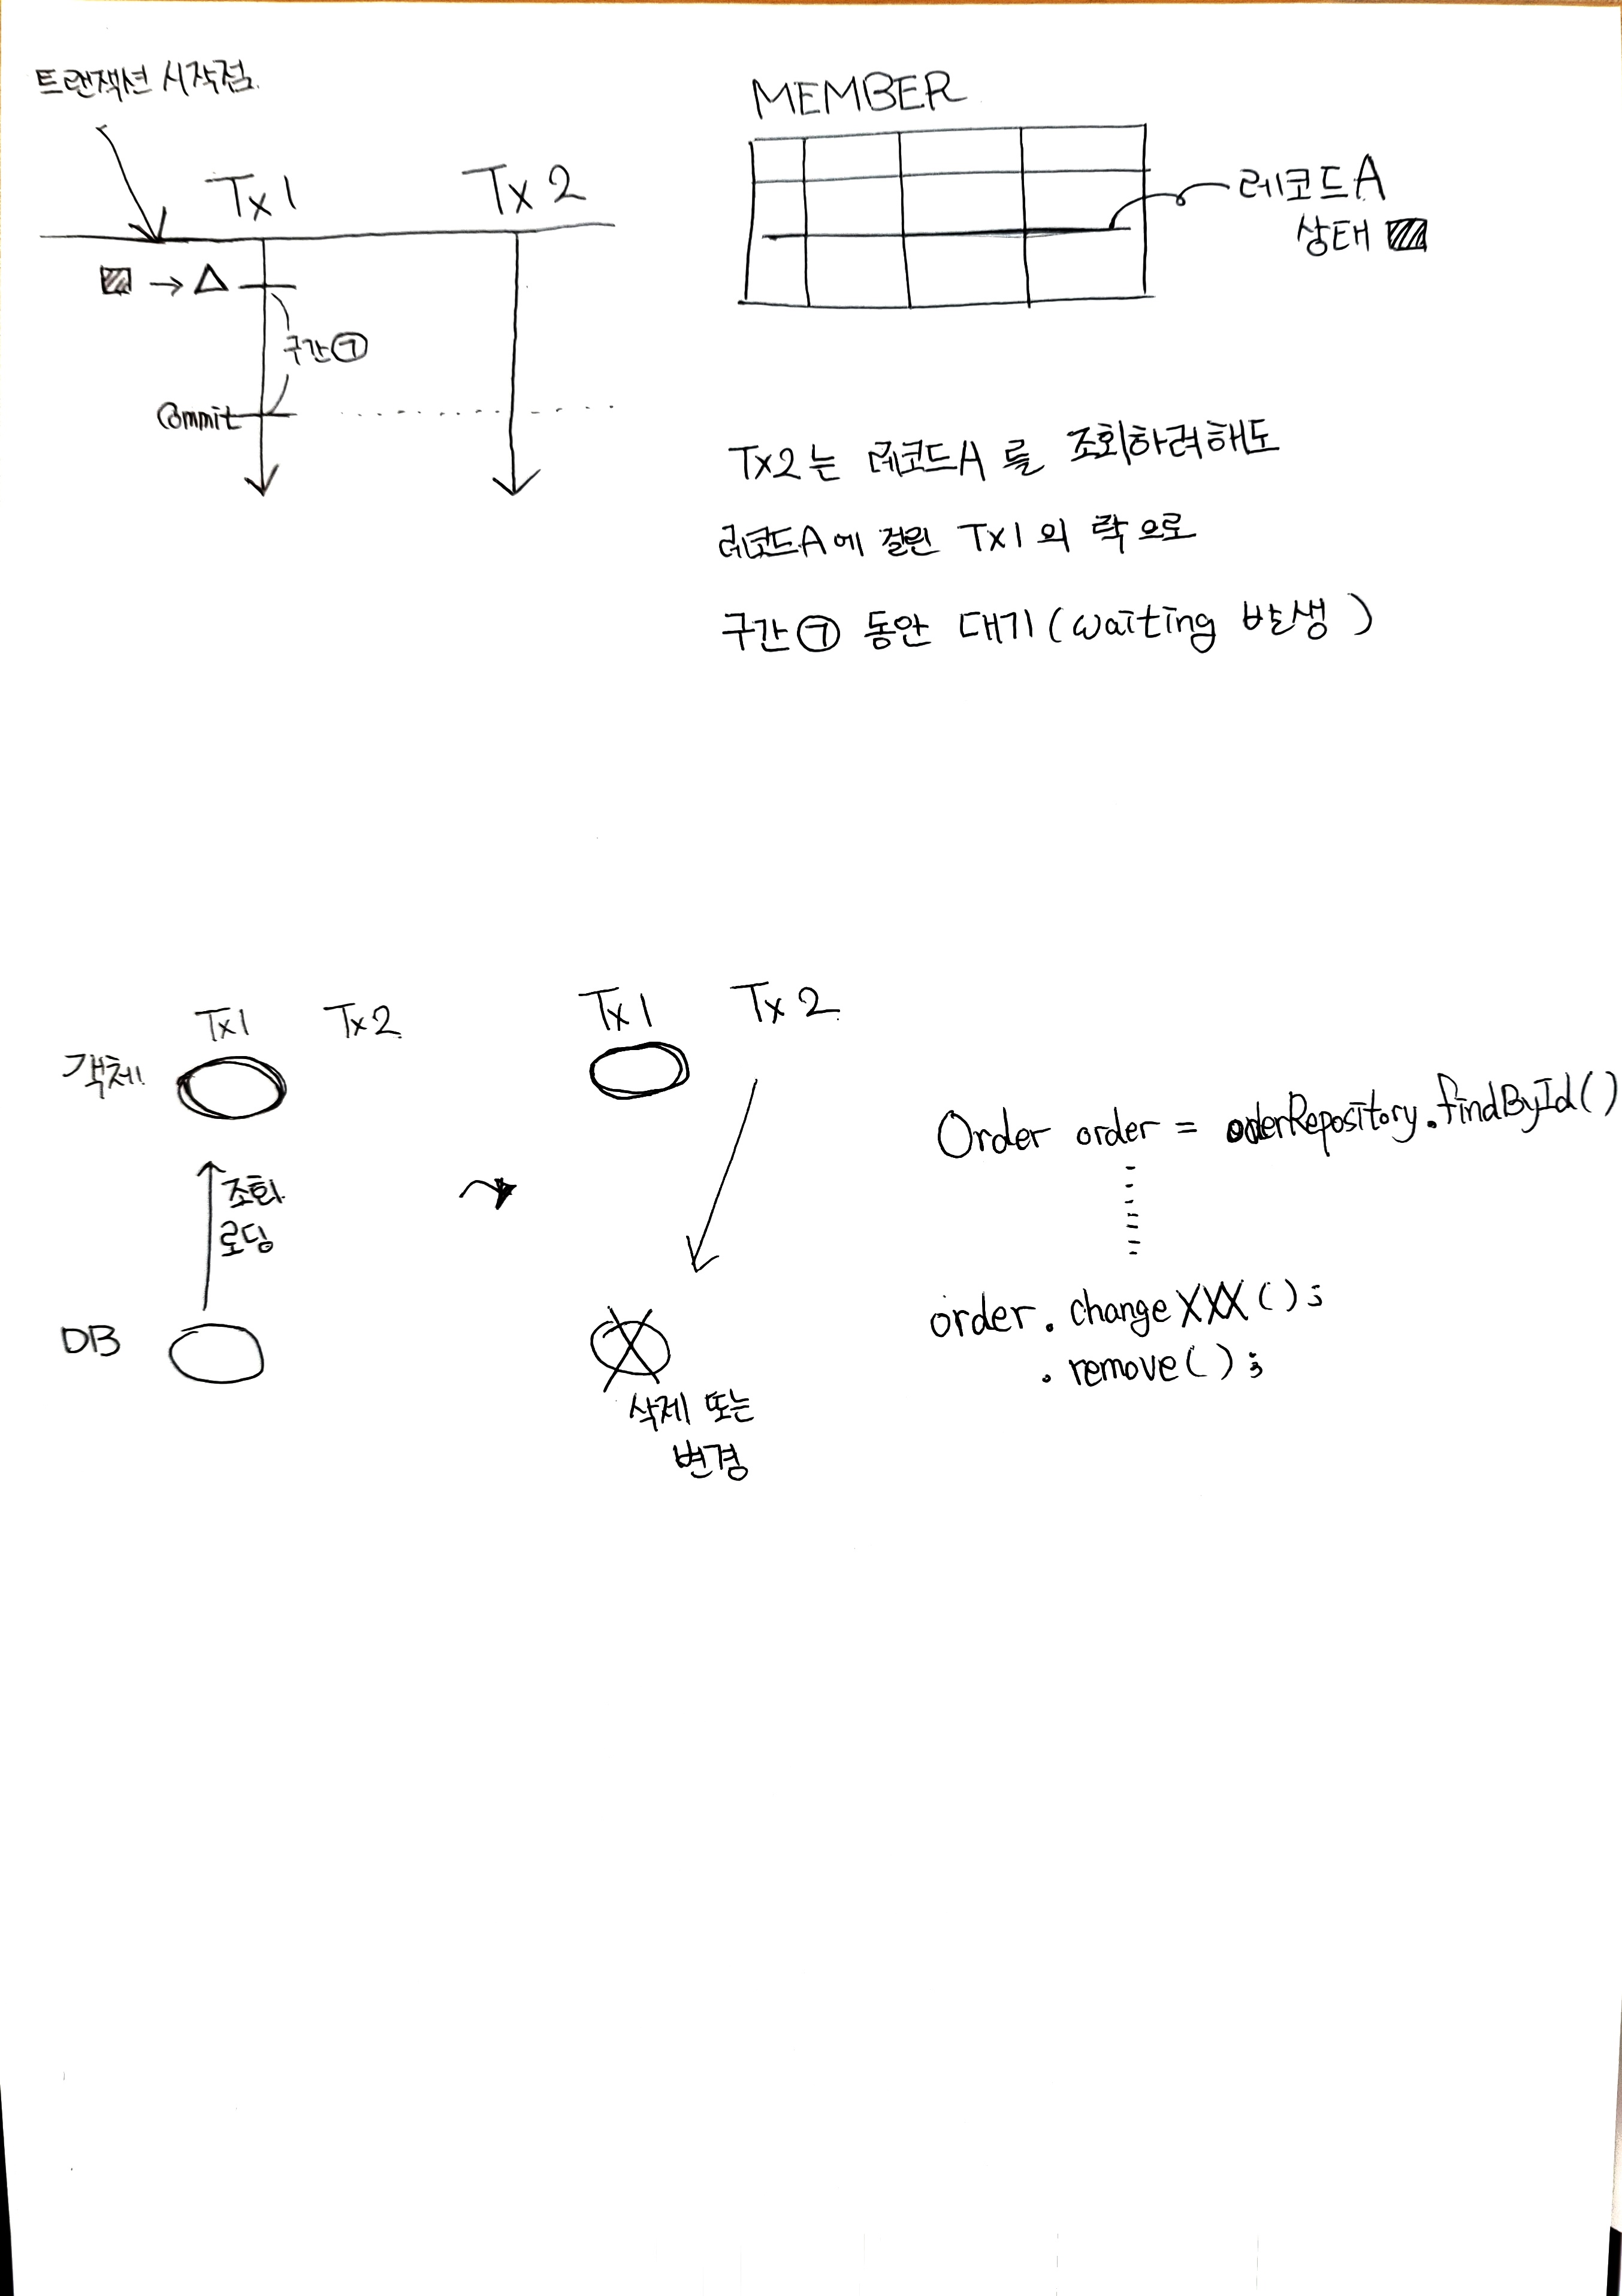 트랜잭션 시작점.
Tx1
Tx2
구간㉠
Commit
MEMBER
레코드A
상태
Tx2는 레코드A를 조회하려해도
레코드A에 걸린 Tx1의 락으로
구간㉠ 동안 대기(waiting 발생)
Tx1 Tx2
객체
조회
로딩
DB
Tx1 Tx2
삭제 또는
변경
Order order = oderRepository.findById()
order.changeXXX();
.remove();